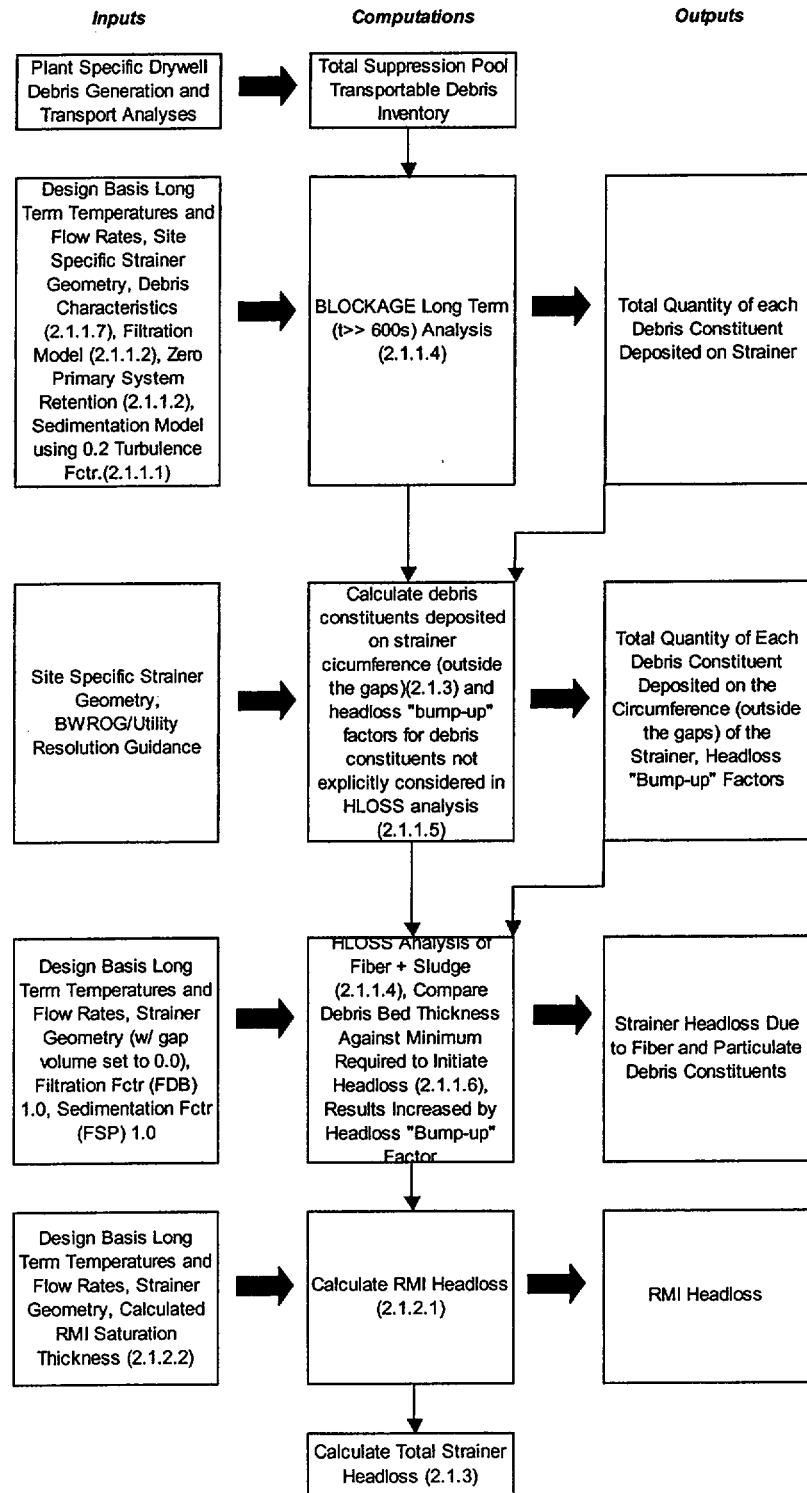 Inputs
Computations
Outputs
Plant Specific Drywell
Debris Generation and
Transport Analyses
Total Suppression Pool
Transportable Debris
Inventory
Design Basis Long
Term Temperatures and
Flow Rates, Site
Specific Strainer
Geometry, Debris
Characteristics
(2.1.1.7), Filtration
Model (2.1.1.2), Zero
Primary System
Retention (2.1.1.2),
Sedimentation Model
using 0.2 Turbulence
Fctr.(2.1.1.1)
BLOCKAGE Long Term
(t>> 600s) Analysis
(2.1.1.4)
Total Quantity of each
Debris Constituent
Deposited on Strainer
Site Specific Strainer
Geometry,
BWROG/Utility
Resolution Guidance
Calculate debris
constituents deposited
on strainer
cicumference (outside
the gaps)(2.1.3) and
headloss "bump-up"
factors for debris
constituents not
explicitly considered in
HLOSS analysis
(2.1.1.5)
Total Quantity of Each
Debris Constituent
Deposited on the
Circumference (outside
the gaps) of the
Strainer, Headloss
"Bump-up" Factors
Design Basis Long
Term Temperatures and
Flow Rates, Strainer
Geometry (w/ gap
volume set to 0.0),
Filtration Fctr (FDB)
1.0, Sedimentation Fctr
(FSP) 1.0
HLOSS Analysis of
Fiber + Sludge
(2.1.1.4), Compare
Debris Bed Thickness
Against Minimum
Required to Initiate
Headloss (2.1.1.6),
Results Increased by
Headloss "Bump-up"
Factor
Strainer Headloss Due
to Fiber and Particulate
Debris Constituents
Design Basis Long
Term Temperatures and
Flow Rates, Strainer
Geometry, Calculated
RMI Saturation
Thickness (2.1.2.2)
Calculate RMI Headloss
(2.1.2.1)
RMI Headloss
Calculate Total Strainer
Headloss (2.1.3)